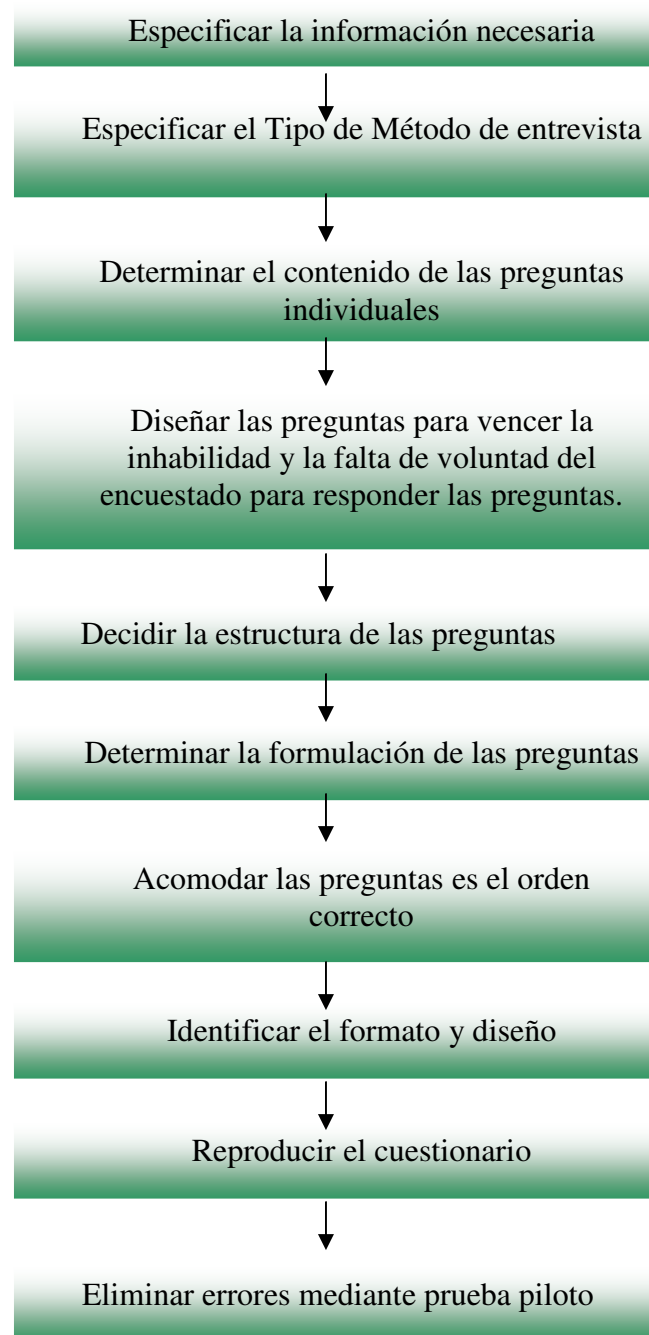 Especificar la información necesaria
Especificar el Tipo de Método de entrevista
Determinar el contenido de las preguntas
individuales
Diseñar las preguntas para vencer la
inhabilidad y la falta de voluntad del
encuestado para responder las preguntas.
Decidir la estructura de las preguntas
Determinar la formulación de las preguntas
Acomodar las preguntas es el orden
correcto
Identificar el formato y diseño
Reproducir el cuestionario
Eliminar errores mediante prueba piloto